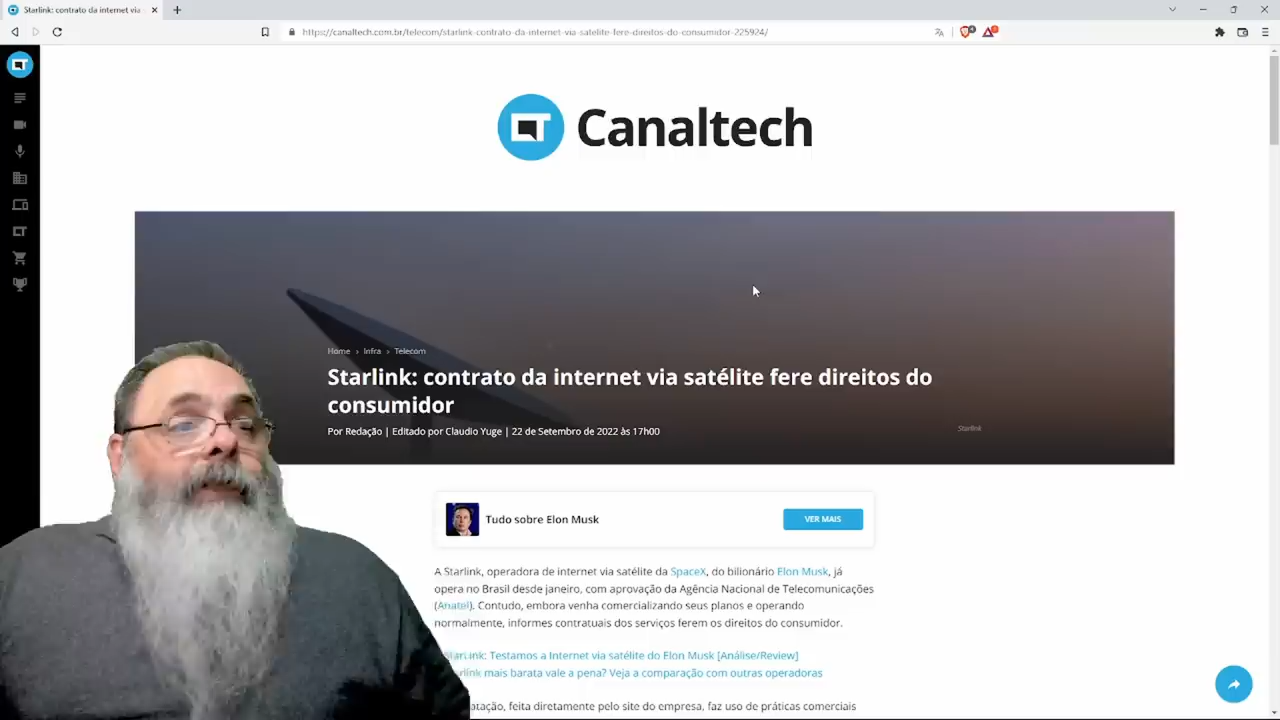 Starlink: contrato da internet via
https://canaltech.com.br/telecom/starlink-contrato-da-internet-via-satelite-fere-direitos-do-consumidor-225924/
Canaltech
Home › Infra › Telecom
Starlink: contrato da internet via satélite fere direitos do
consumidor
Por Redação | Editado por Claudio Yuge | 22 de Setembro de 2022 às 17h00
Starlink
Tudo sobre Elon Musk
VER MAIS
A Starlink, operadora de internet via satélite da SpaceX, do bilionário Elon Musk, já
opera no Brasil desde janeiro, com aprovação da Agência Nacional de Telecomunicações
(Anatel). Contudo, embora venha comercializando seus planos e operando
normalmente, informes contratuais dos serviços ferem os direitos do consumidor.
Testamos a Internet via satélite do Elon Musk [Análise/Review]
mais barata vale a pena? Veja a comparação com outras operadoras
feita diretamente pelo site do empresa, faz uso de práticas comerciais